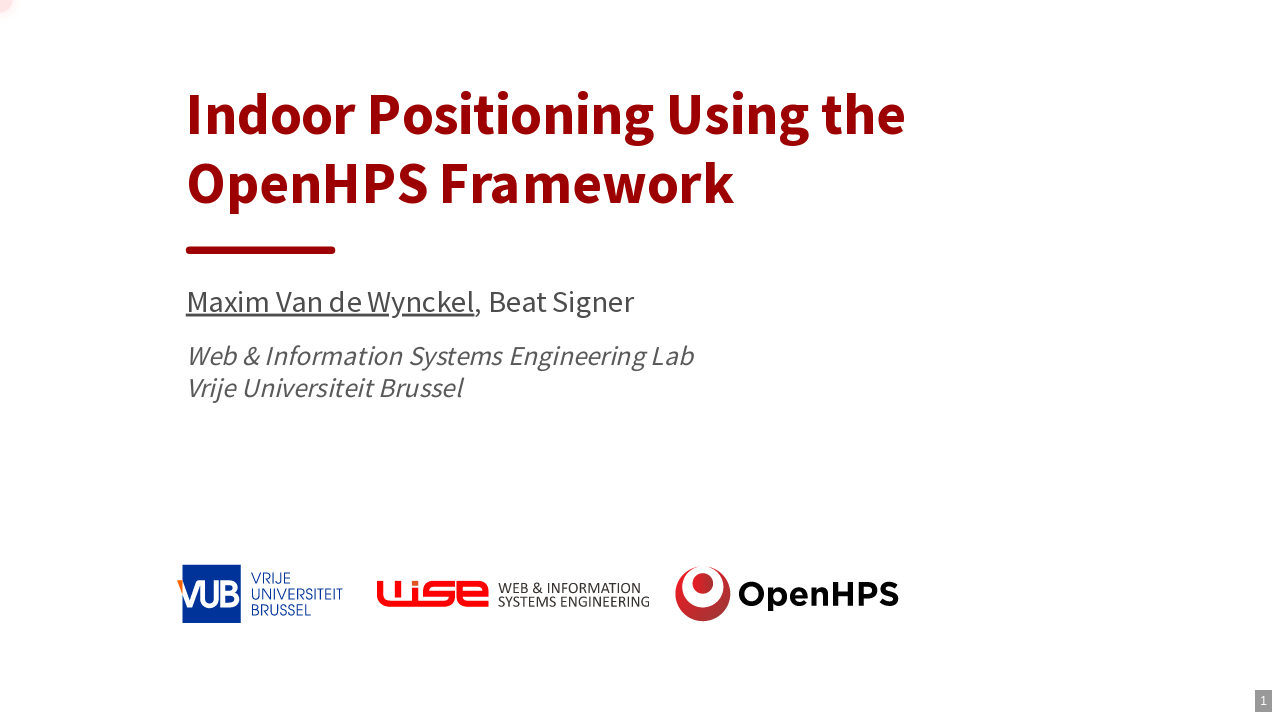 Indoor Positioning Using the
OpenHPS Framework
Maxim Van de Wynckel, Beat Signer
Web & Information Systems Engineering Lab
Vrije Universiteit Brussel
VUB
VRIJE
UNIVERSITEIT
BRUSSEL
WISE
WEB & INFORMATION
SYSTEMS ENGINEERING
OpenHPS
1